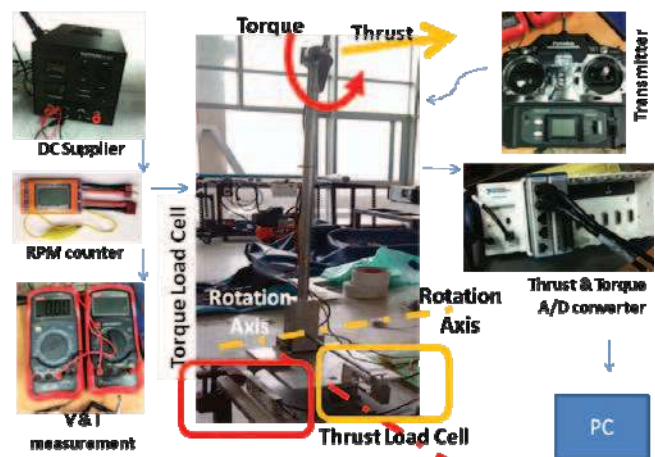 Torque
Thrust
DC Supplier
RPM counter
V & I
measurement
Torque Load Cell
Rotation
Axis
Rotation
Axis
Thrust Load Cell
Transmitter
Thrust & Torque
A/D converter
PC